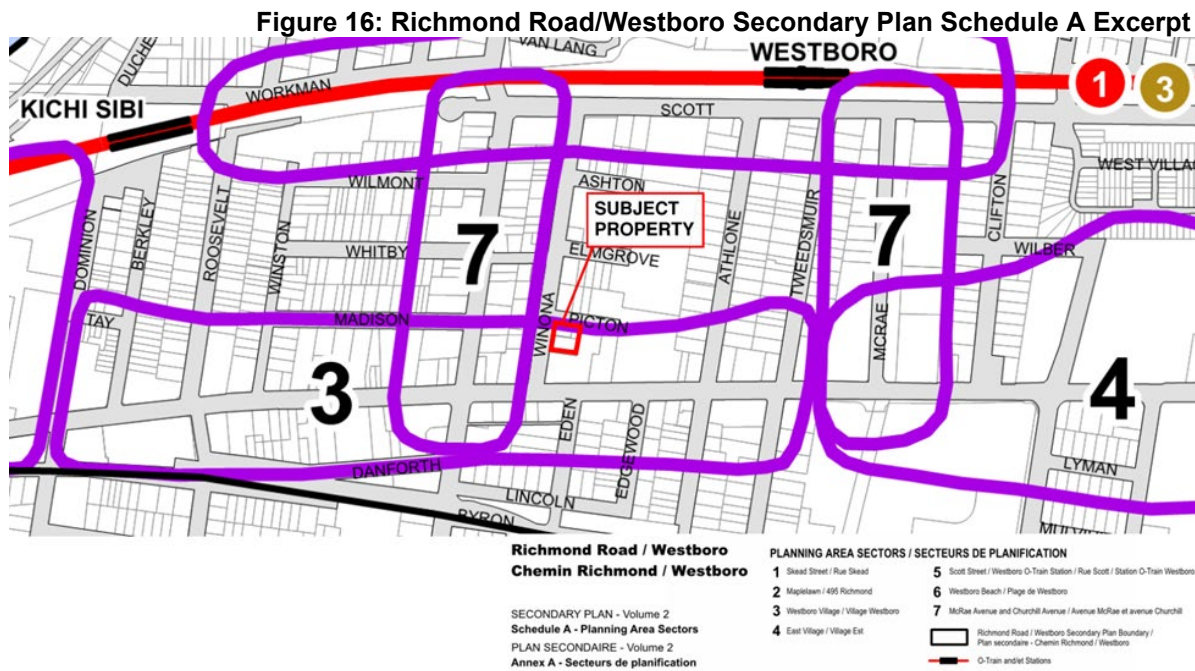 Figure 16: Richmond Road/Westboro Secondary Plan Schedule A Excerpt
VAN LANG
WESTBORO
DUCHE
WORKMAN
1
3
KICHI SIBI
SCOTT
WEST VILLA
WILMONT
ASHTON
SUBJECT
PROPERTY
DOMINION
BERKLEY
ROOSEVELT
WINSTON
WHITBY
7
ELMGROVE
ATHLONE
TWEEDSMUIR
7
CLIFTON
WILBER
TAY
MADISON
WINONA
PICTON
MCRAE
3
4
EDEN
EDGEWOOD
DANFORTH
LYMAN
LINCOLN
BYRON
Richmond Road / Westboro
Chemin Richmond / Westboro
SECONDARY PLAN - Volume 2
Schedule A - Planning Area Sectors
PLAN SECONDAIRE - Volume 2
Annex A - Secteurs de planification
PLANNING AREA SECTORS / SECTEURS DE PLANIFICATION
1 Skead Street / Rue Skead
2 Maplelawn / 495 Richmond
3 Westboro Village / Village Westboro
4 East Village / Village Est
5 Scott Street / Westboro O-Train Station / Rue Scott / Station O-Train Westboro
6 Westboro Beach / Plage de Westboro
7 McRae Avenue and Churchill Avenue / Avenue McRae et avenue Churchill
Richmond Road / Westboro Secondary Plan Boundary /
Plan secondaire - Chemin Richmond / Westboro
O-Train and/et Stations